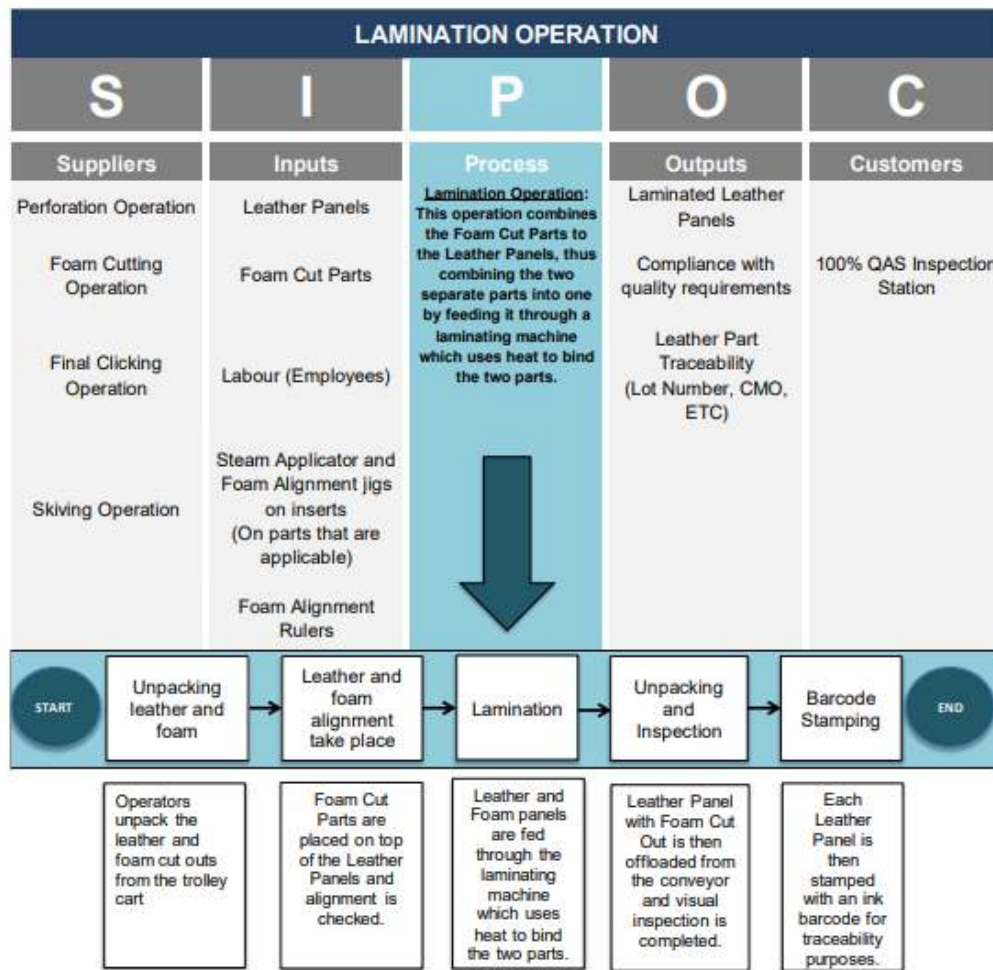 LAMINATION OPERATION
S
I
P
O
C
Suppliers
Perforation Operation
Foam Cutting
Operation
Final Clicking
Operation
Skiving Operation
Inputs
Leather Panels
Foam Cut Parts
Labour (Employees)
Steam Applicator and
Foam Alignment jigs
on inserts
(On parts that are
applicable)
Foam Alignment
Rulers
Process
Lamination Operation:
This operation combines
the Foam Cut Parts to
the Leather Panels, thus
combining the two
separate parts into one
by feeding it through a
laminating machine
which uses heat to bind
the two parts.
Outputs
Laminated Leather
Panels
Compliance with
quality requirements
Leather Part
Traceability
(Lot Number, CMO,
ETC)
Customers
100% QAS Inspection
Station
START
Unpacking
leather and
foam
Leather and
foam
alignment
take place
Lamination
Unpacking
and
Inspection
Barcode
Stamping
END
Operators
unpack the
leather and
foam cut outs
from the trolley
cart
Foam Cut
Parts are
placed on top
of the Leather
Panels and
alignment is
checked.
Leather and
Foam panels
are fed
through the
laminating
machine
which uses
heat to bind
the two parts.
Leather Panel
with Foam Cut
Out is then
offloaded from
the conveyor
and visual
inspection is
completed.
Each
Leather
Panel is
then
stamped
with an ink
barcode for
traceability
purposes.